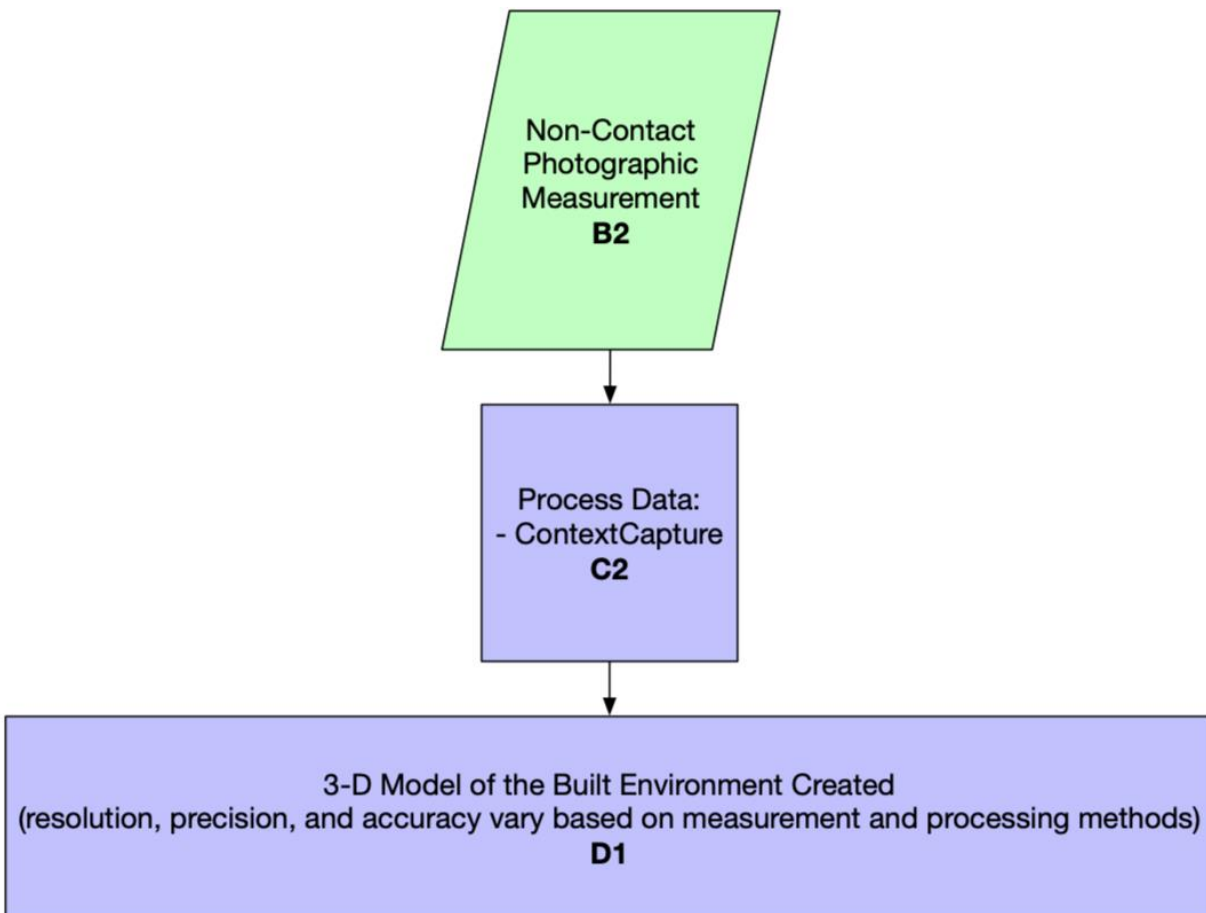 Non-Contact
Photographic
Measurement
B2
Process Data:
- ContextCapture
C2
3-D Model of the Built Environment Created
(resolution, precision, and accuracy vary based on measurement and processing methods)
D1